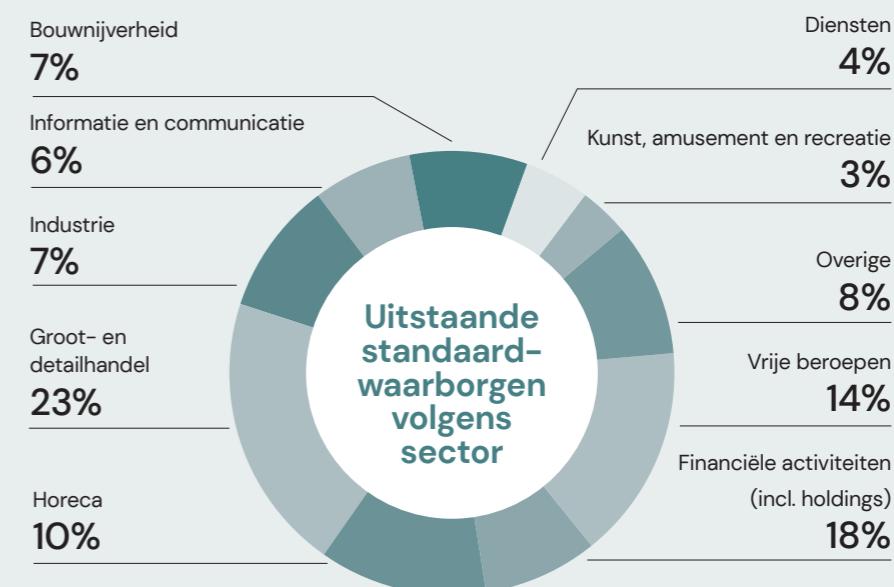 Bouwnijverheid
7%
Informatie en communicatie
6%
Industrie
7%
Groot- en
detailhandel
23%
Horeca
10%
Uitstaande
standaard-
waarborgen
volgens
sector
Diensten
4%
Kunst, amusement en recreatie
3%
Overige
8%
Vrije beroepen
14%
Financiële activiteiten
(incl. holdings)
18%